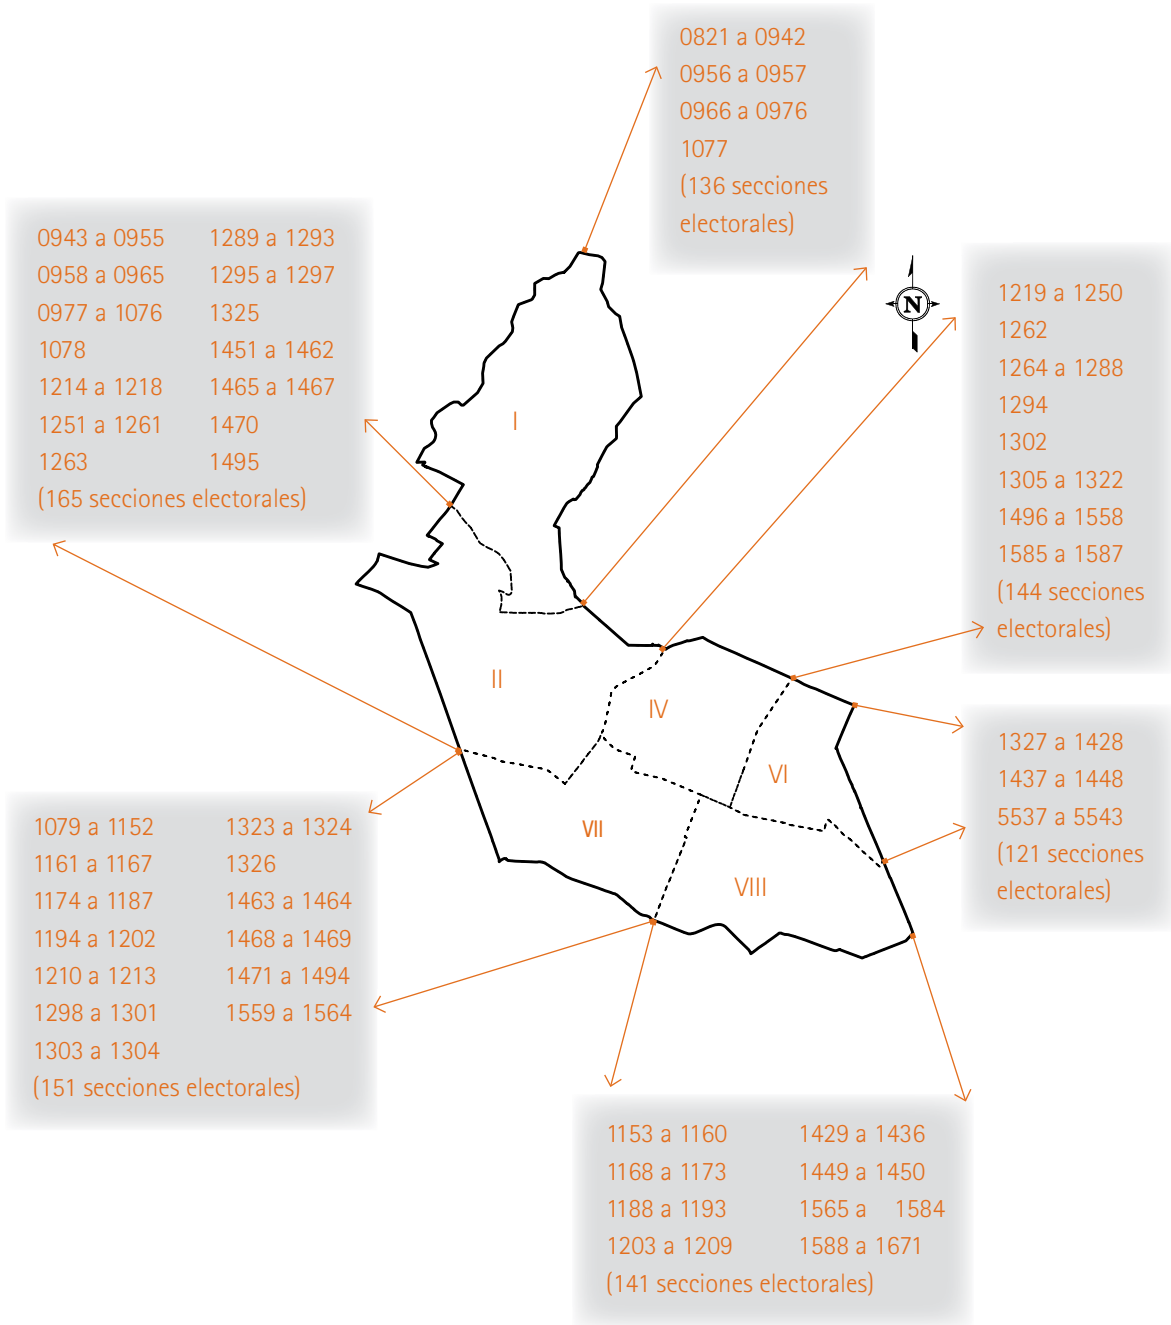 0821 a 0942
0956 a 0957
0966 a 0976
1077
(136 secciones
electorales)
0943 a 0955
0958 a 0965
0977 a 1076
1078
1214 a 1218
1251 a 1261
1263
1289 a 1293
1295 a 1297
1325
1451 a 1462
1465 a 1467
1470
1495
(165 secciones electorales)
N
1219 a 1250
1262
1264 a 1288
1294
1302
1305 a 1322
1496 a 1558
1585 a 1587
(144 secciones
electorales)
I
II
IV
VI
VII
VIII
1327 a 1428
1437 a 1448
5537 a 5543
(121 secciones
electorales)
1079 a 1152
1161 a 1167
1174 a 1187
1194 a 1202
1210 a 1213
1298 a 1301
1303 a 1304
1323 a 1324
1326
1463 a 1464
1468 a 1469
1471 a 1494
1559 a 1564
(151 secciones electorales)
1153 a 1160
1168 a 1173
1188 a 1193
1203 a 1209
1429 a 1436
1449 a 1450
1565 a 1584
1588 a 1671
(141 secciones electorales)